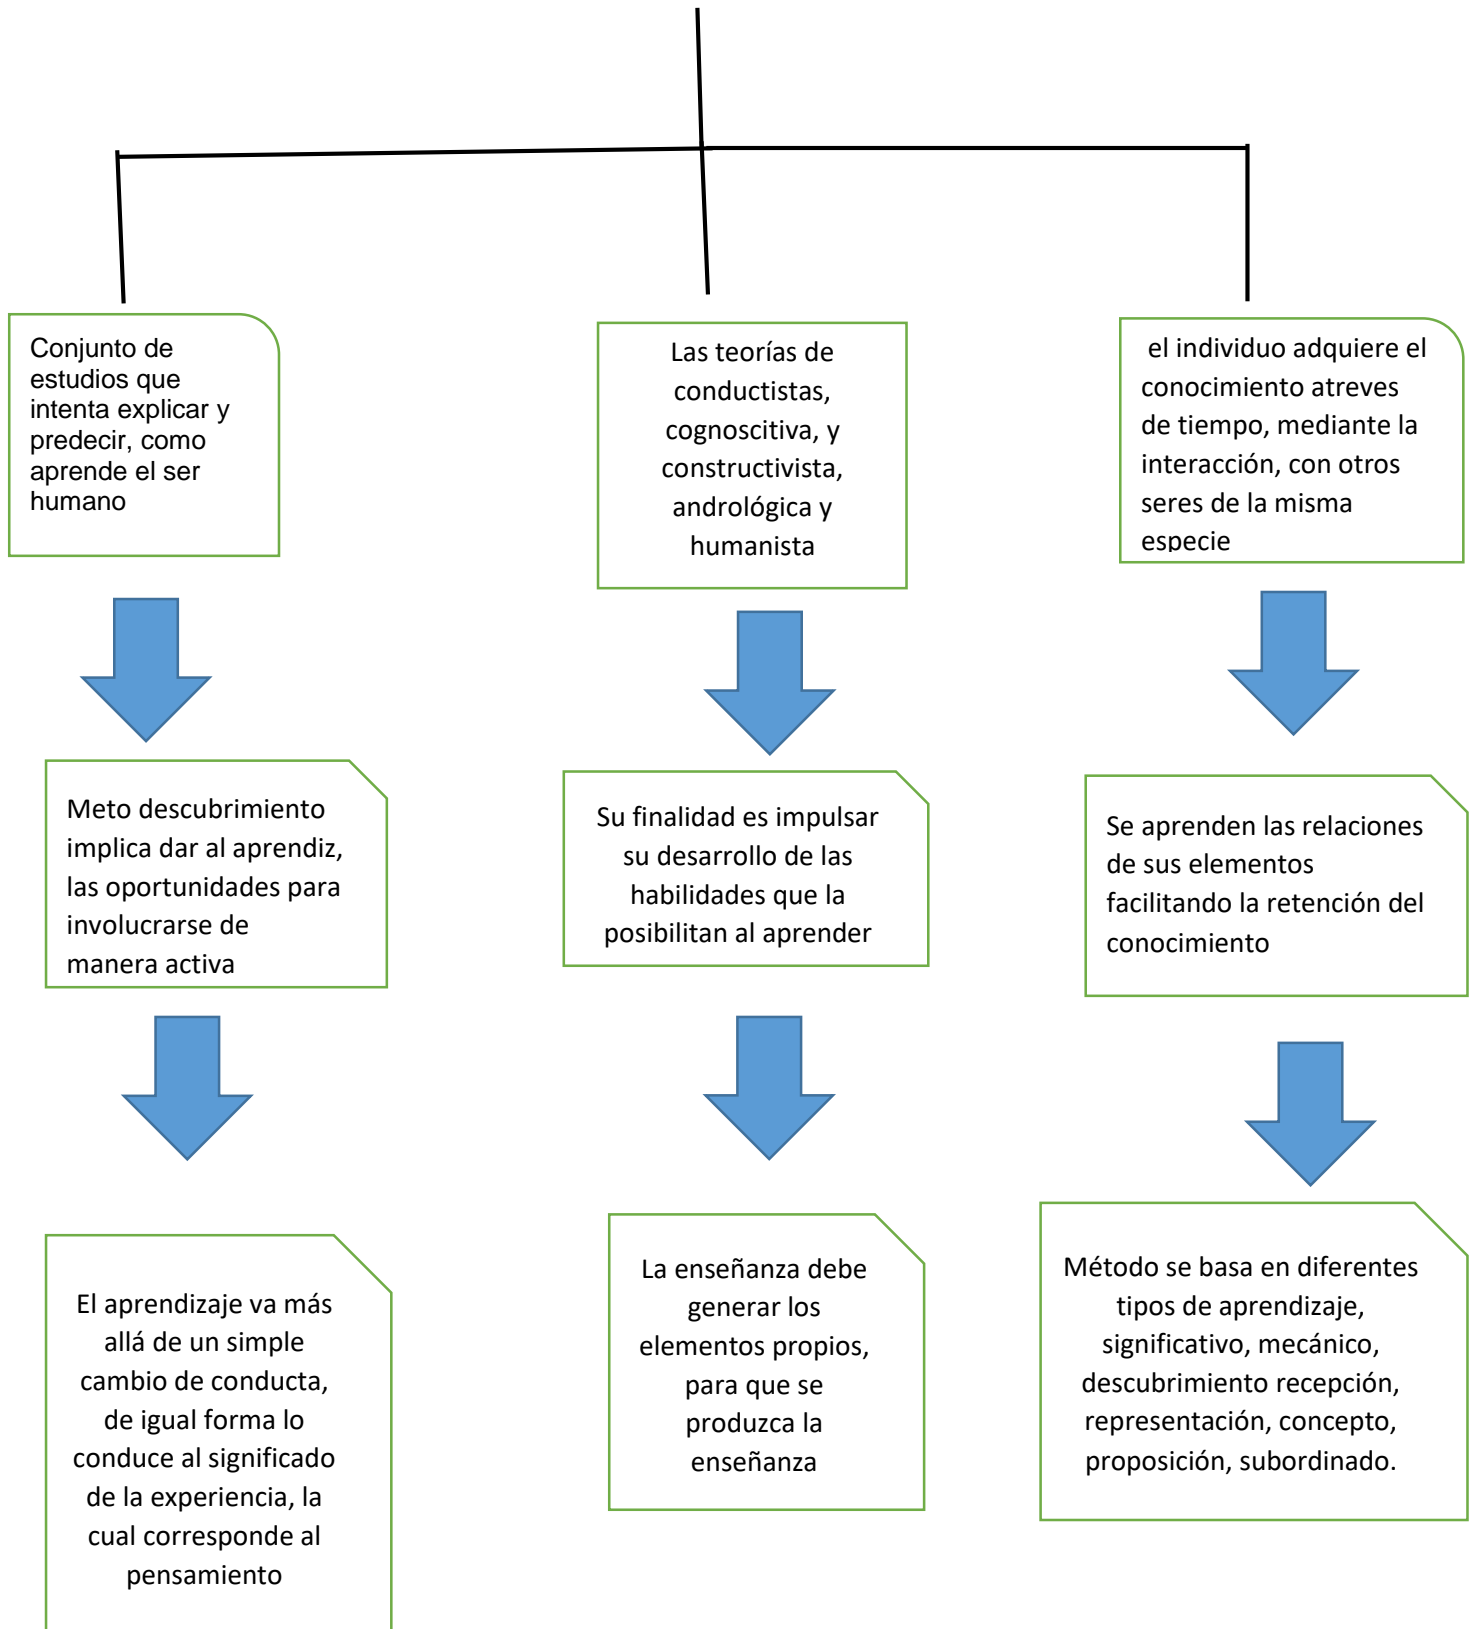 Conjunto de
estudios que
intenta explicar y
predecir, como
aprende el ser
humano
Las teorías de
conductistas,
cognoscitiva, y
constructivista,
andrológica y
humanista
el individuo adquiere el
conocimiento atreves
de tiempo, mediante la
interacción, con otros
seres de la misma
especie
Meto descubrimiento
implica dar al aprendiz,
las oportunidades para
involucrarse de
manera activa
Su finalidad es impulsar
su desarrollo de las
habilidades que la
posibilitan al aprender
Se aprenden las relaciones
de sus elementos
facilitando la retención del
conocimiento
El aprendizaje va más
allá de un simple
cambio de conducta,
de igual forma lo
conduce al significado
de la experiencia, la
cual corresponde al
pensamiento
La enseñanza debe
generar los
elementos propios,
para que se
produzca la
enseñanza
Método se basa en diferentes
tipos de aprendizaje,
significativo, mecánico,
descubrimiento recepción,
representación, concepto,
proposición, subordinado.